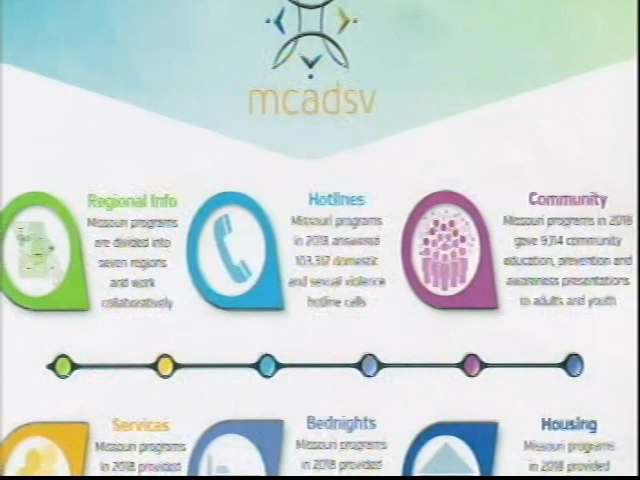 mcadsv
Regional Info
Missouri programs
are divided into
seven regions
and work
collaboratively
Hotlines
Missouri programs
in 2018 answered
103,317 domestic
and sexual violence
hotline calls
Community
Missouri programs in 2018
gave 9,114 community
education, prevention and
awareness presentations
to adults and youth
Services
Missouri programs
in 2018 provided
Bednights
Missouri programs
in 2018 provided
Housing
Missouri programs
in 2018 provided